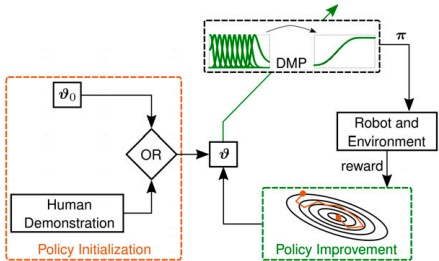 DMP
π
ϑ₀
Robot and
Environment
OR
ϑ
reward
Human
Demonstration
Policy Initialization
Policy Improvement